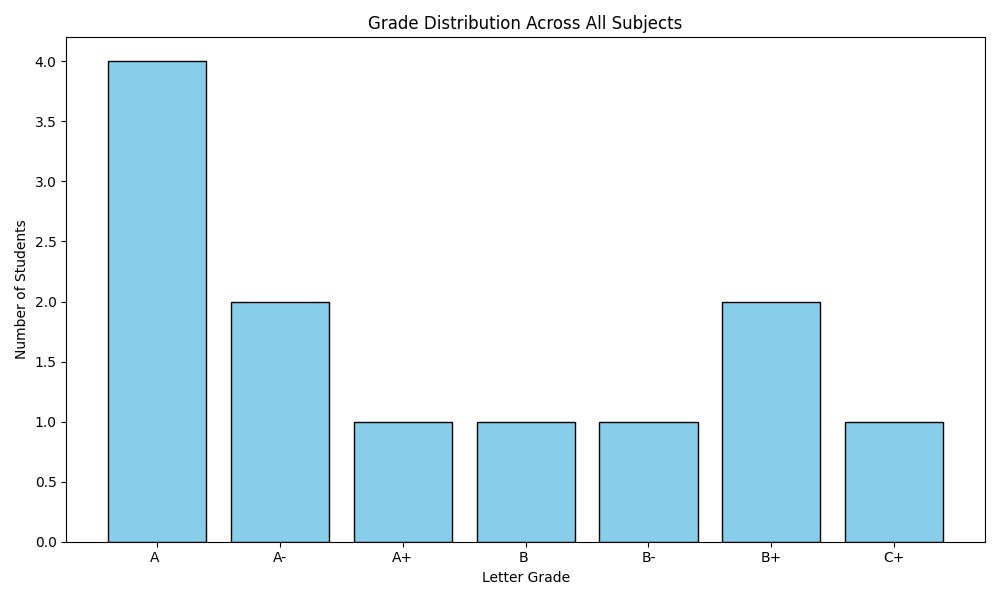 Grade Distribution Across All Subjects
Number of Students
4.0
3.5
3.0
2.5
2.0
1.5
1.0
0.5
0.0
A A- A+ B B- B+ C+
Letter Grade